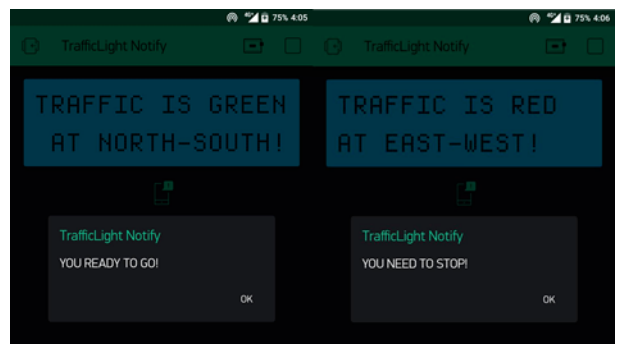 75% 4:05
TrafficLight Notify
TRAFFIC IS GREEN
AT NORTH-SOUTH!
TrafficLight Notify
YOU READY TO GO!
OK
75% 4:06
TrafficLight Notify
TRAFFIC IS RED
AT EAST-WEST!
TrafficLight Notify
YOU NEED TO STOP!
OK